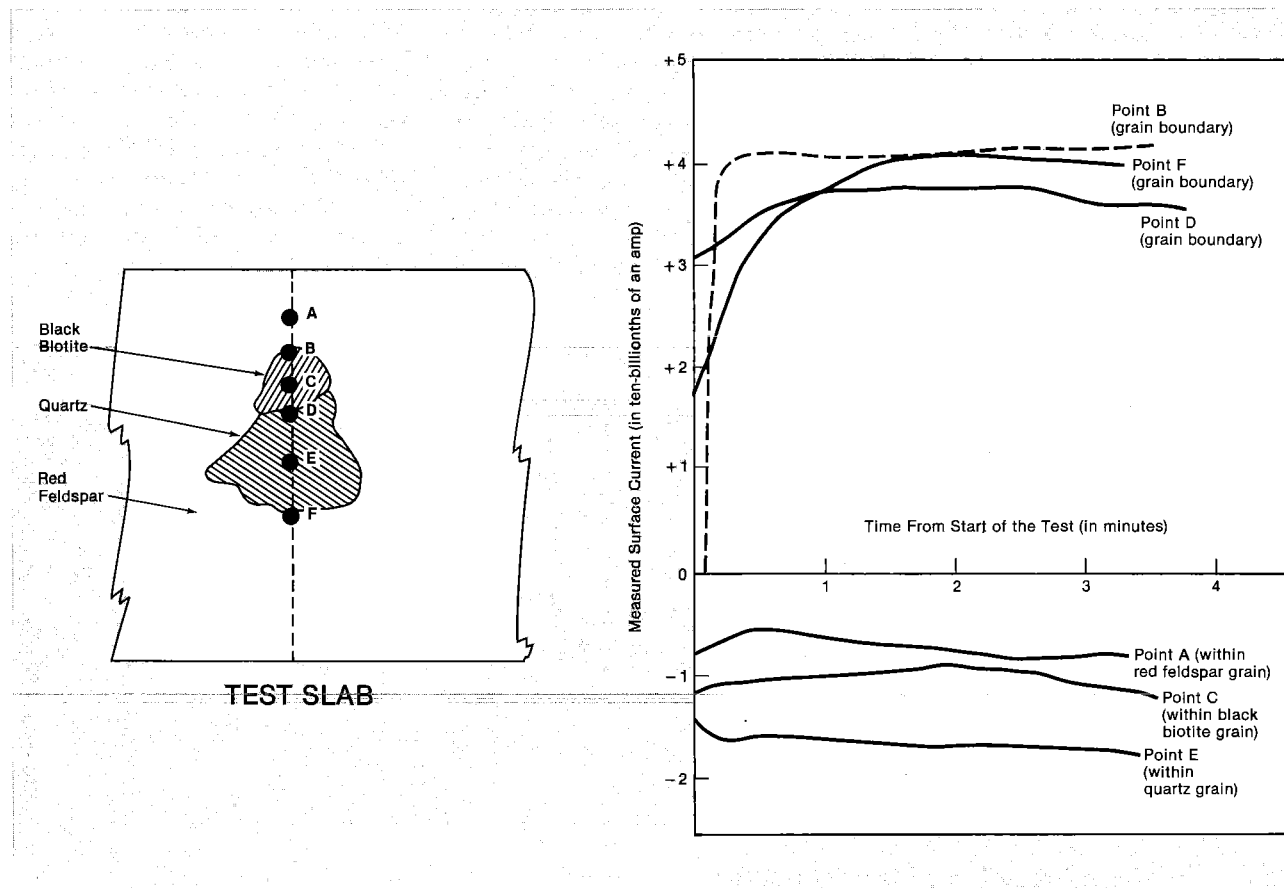 Black
Biotite
Quartz
Red
Feldspar
A
B
C
D
E
F
TEST SLAB
Measured Surface Current (in ten-billionths of an amp)
+5
+4
+3
+2
+1
0
-1
-2
Point B
(grain boundary)
Point F
(grain boundary)
Point D
(grain boundary)
Time From Start of the Test (in minutes)
1
2
3
4
Point A (within
red feldspar grain)
Point C
(within black
biotite grain)
Point E
(within
quartz grain)